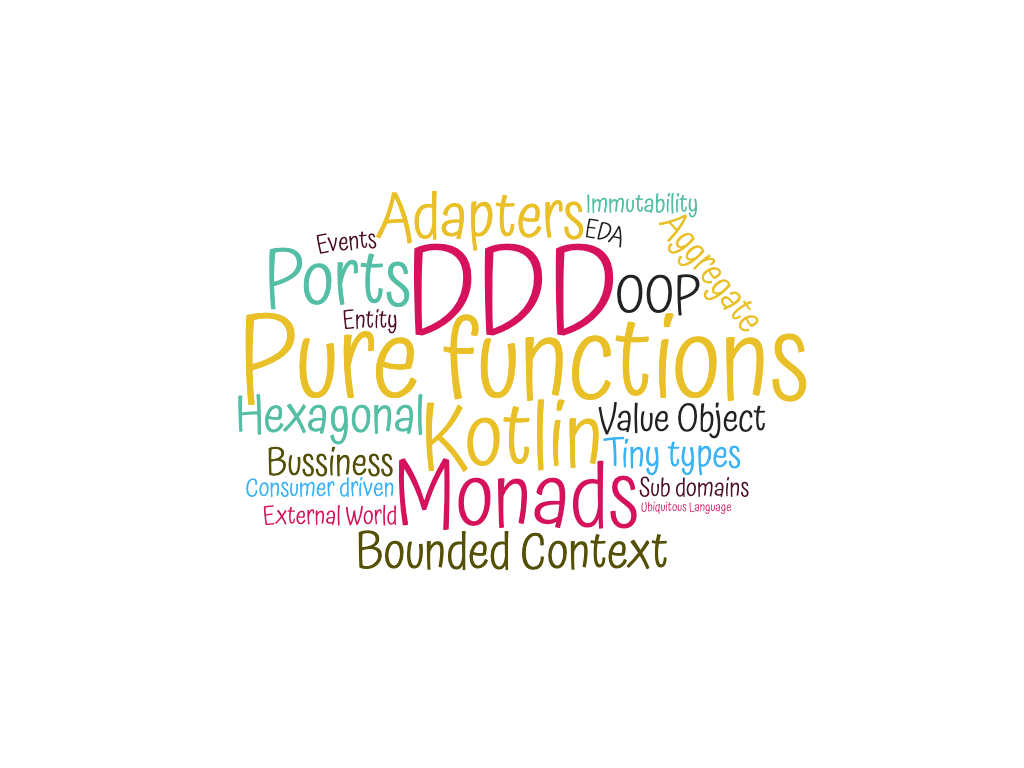 Adapters
Immutability
EDA
Aggregate
Events
Ports
DDD
OOP
Entity
Pure functions
Hexagonal
Kotlin
Value Object
Tiny types
Bussiness
Consumer driven
Monads
Sub domains
Ubiquitous Language
External World
Bounded Context